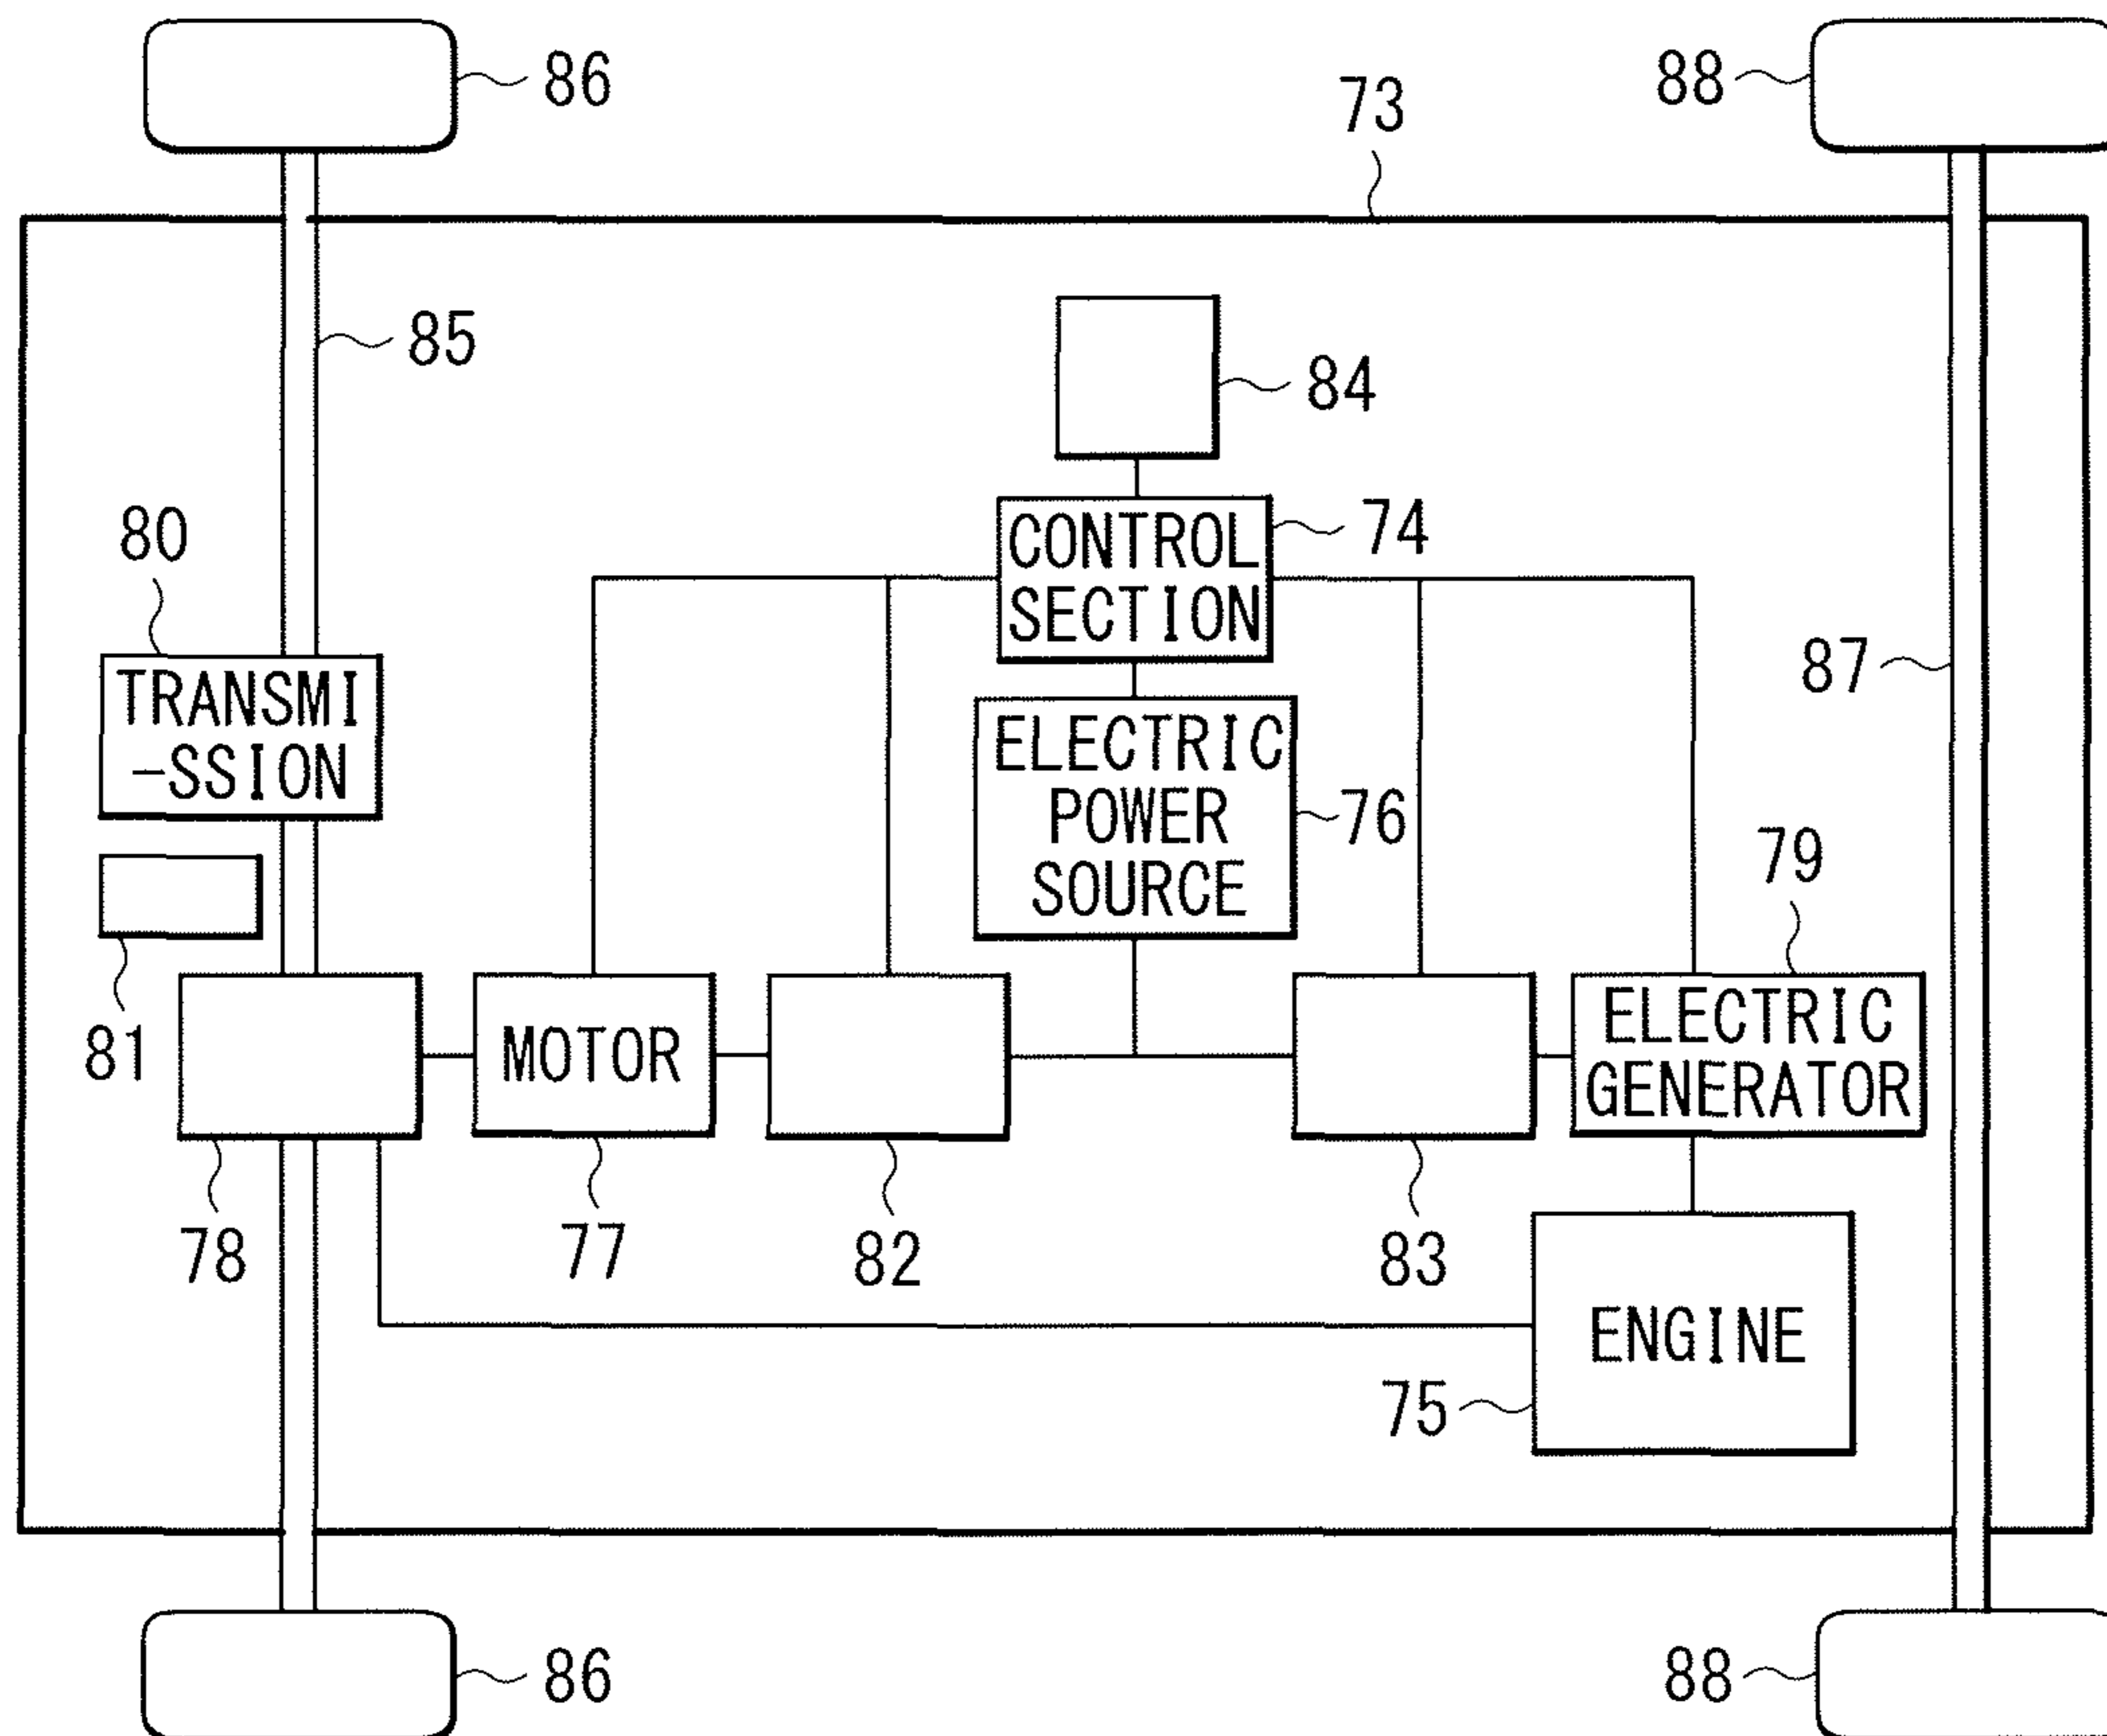 86
88
73
85
84
80
CONTROL
SECTION
74
TRANSMI
-SSION
87
ELECTRIC
POWER
SOURCE
76
79
81
MOTOR
ELECTRIC
GENERATOR
78
77
82
83
ENGINE
75
86
88